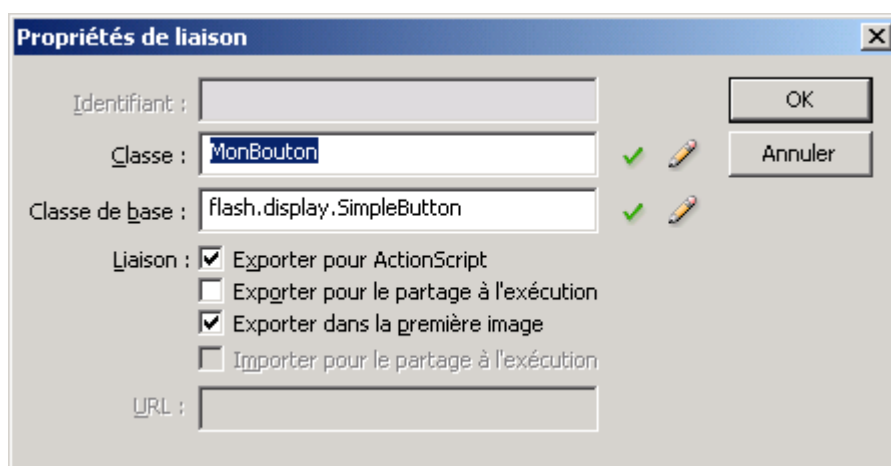 Propriétés de liaison
Identifiant :
OK
Classe : MonBouton
Annuler
Classe de base : flash.display.SimpleButton
Liaison : Exporter pour ActionScript
Exporter pour le partage à l'exécution
Exporter dans la première image
Importer pour le partage à l'exécution
URL :